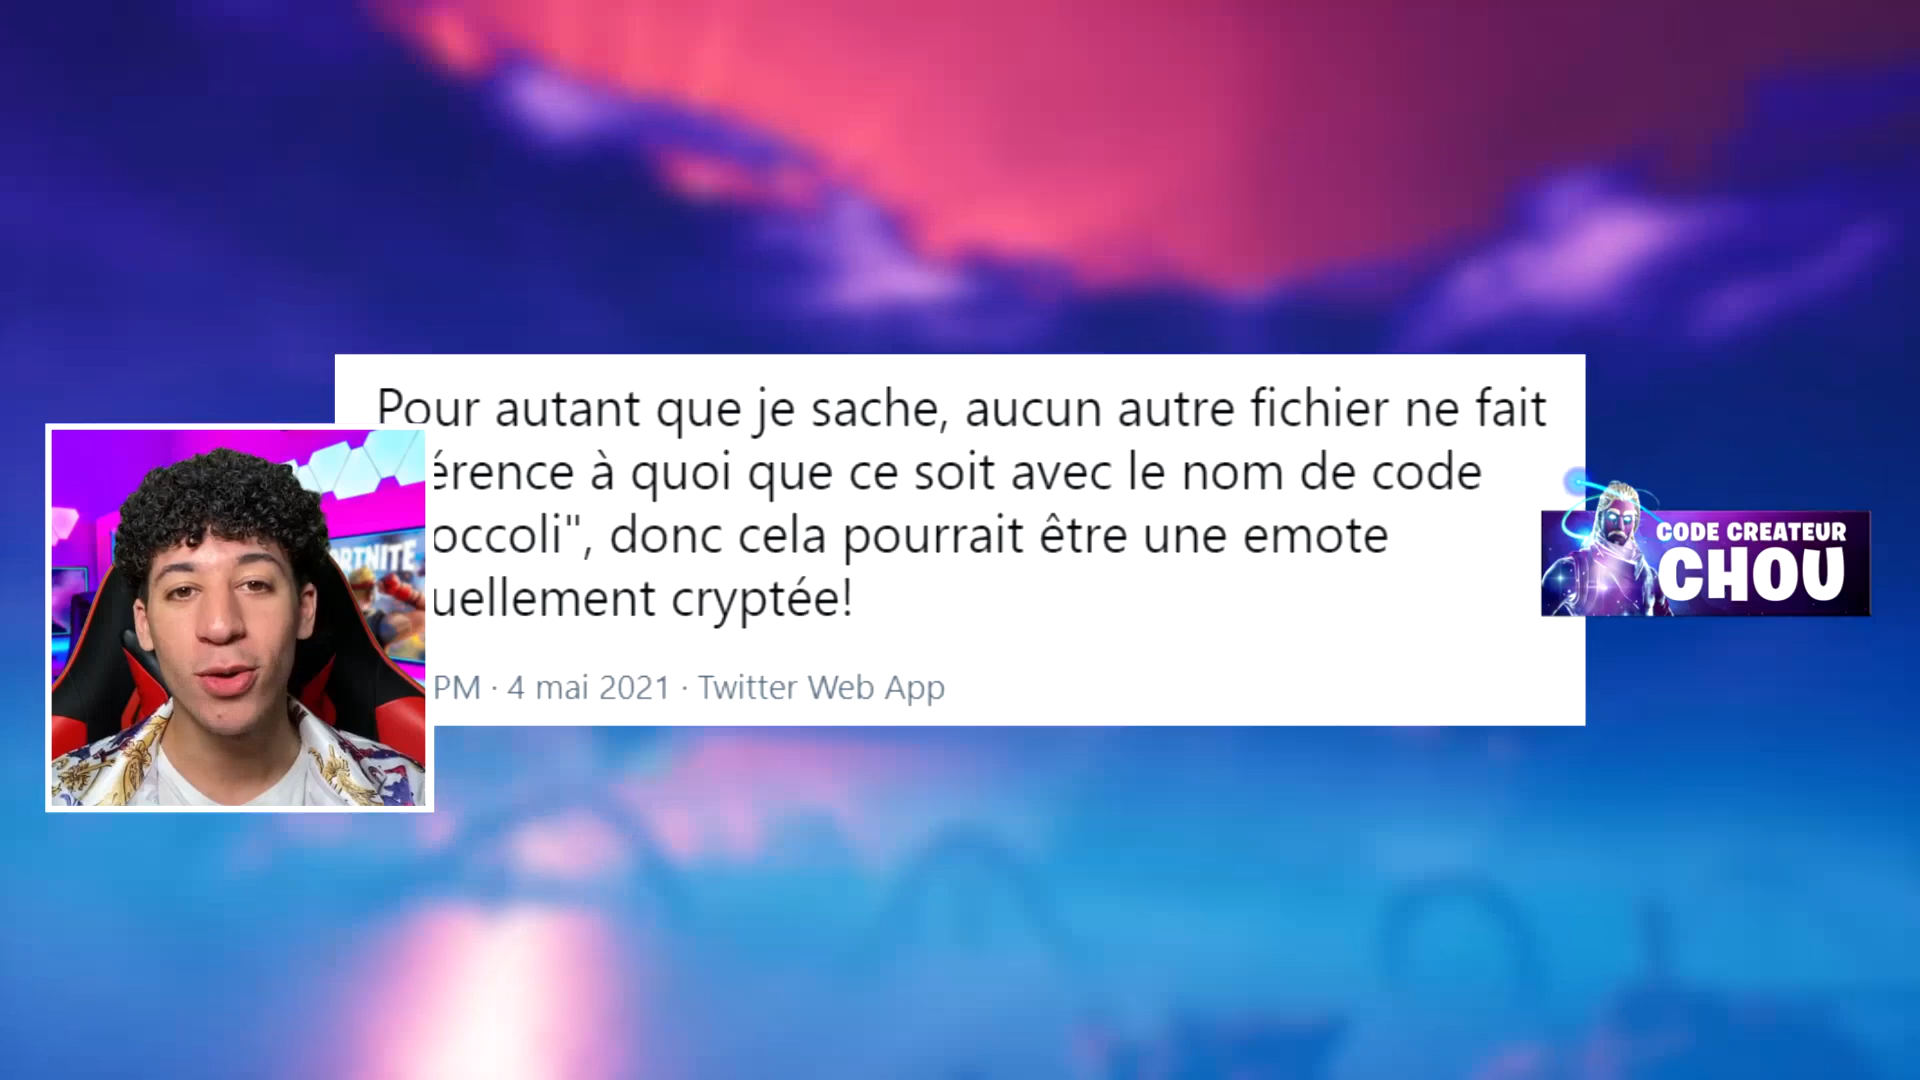 Pour autant que je sache, aucun autre fichier ne fait
érence à quoi que ce soit avec le nom de code
occoli", donc cela pourrait être une emote
uellement cryptée!
PM · 4 mai 2021 · Twitter Web App
ORTNITE
CODE CREATEUR
CHOU